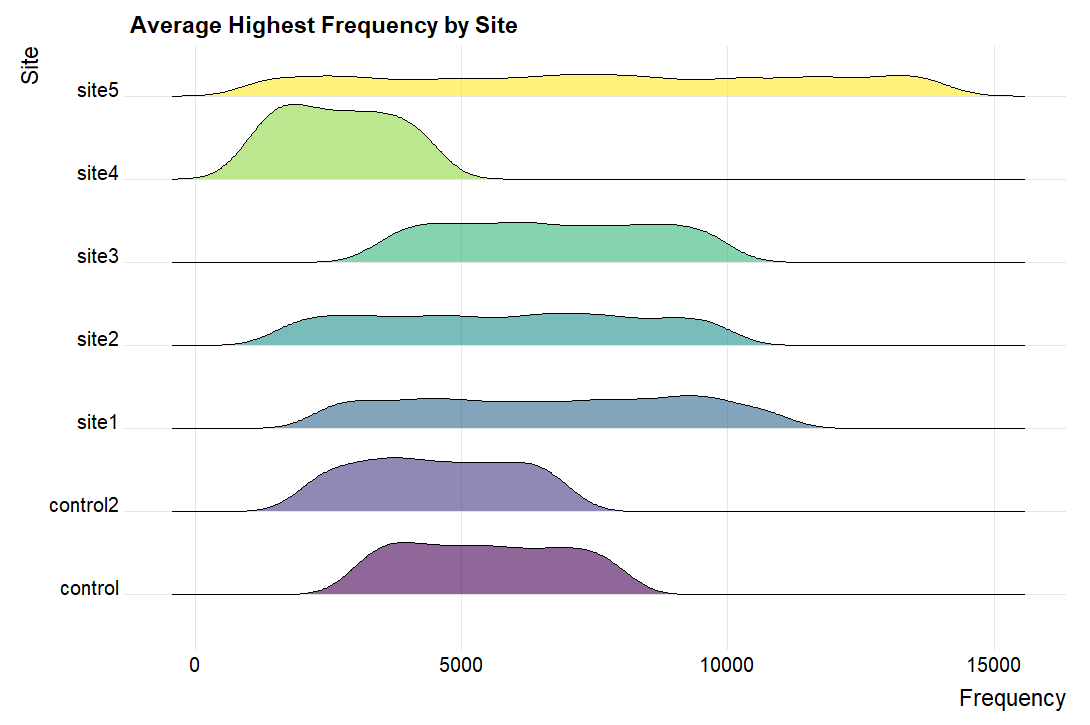 Average Highest Frequency by Site
Site
site5
site4
site3
site2
site1
control2
control
0 5000 10000 15000
Frequency